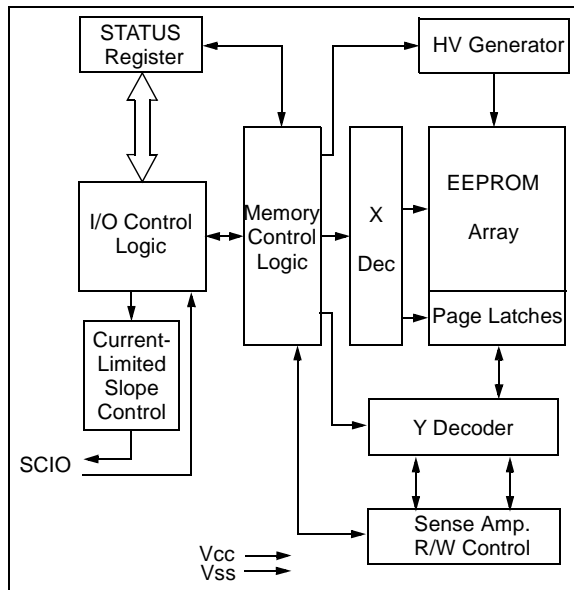 STATUS
Register
HV Generator
I/O Control
Logic
Memory
Control
Logic
X
Dec
EEPROM
Array
Page Latches
Current-
Limited
Slope
Control
SCIO
Y Decoder
Sense Amp.
R/W Control
Vcc
Vss